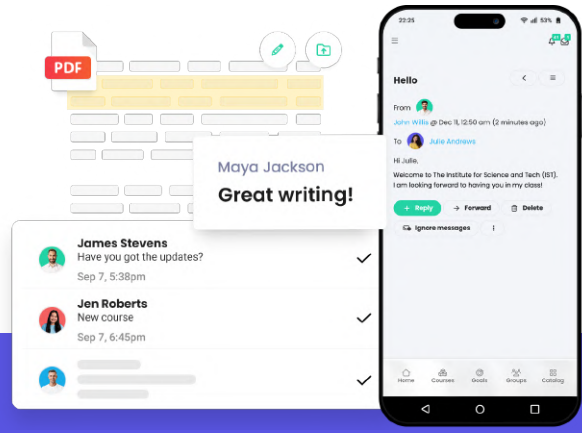 PDF
Maya Jackson
Great writing!
James Stevens
Have you got the updates?
Sep 7, 5:38pm
Jen Roberts
New course
Sep 7, 6:45pm
22:25
53%
Hello
From
John Willis @ Dec 11, 12:50 am (2 minutes ago)
To Julie Andrews
Hi Julie,
Welcome to The Institute for Science and Tech (IST).
I am looking forward to having you in my class!
+ Reply → Forward Delete
Ignore messages
Home Courses Goals Groups Catalog